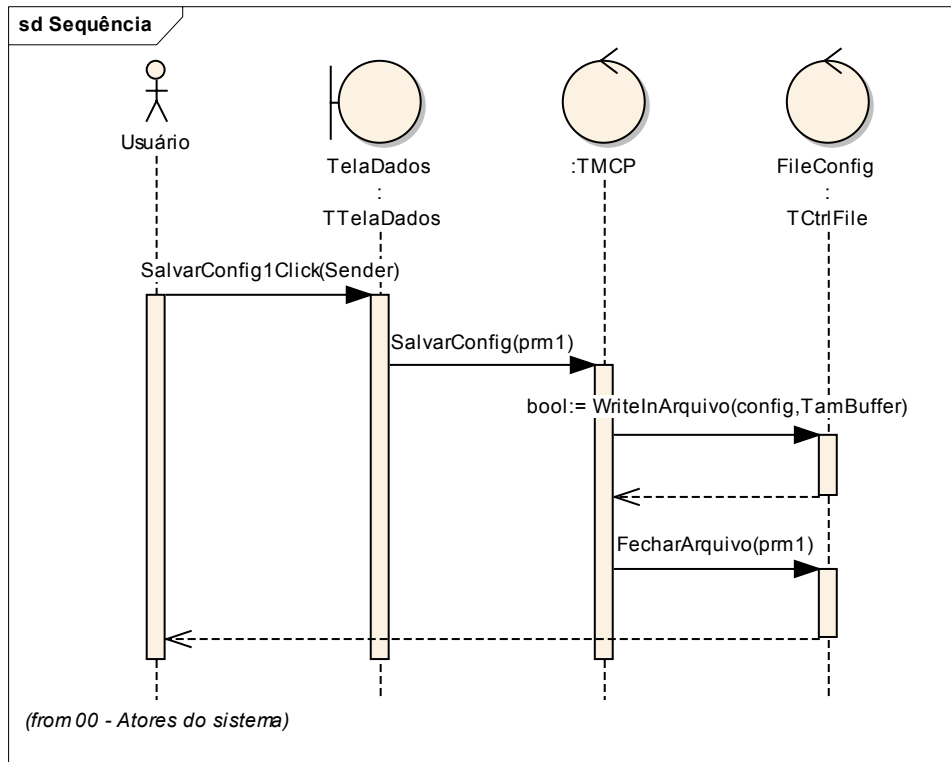 sd Sequência
Usuário
TelaDados
:
TTelaDados
:TMCP
FileConfig
:
TCtrlFile
SalvarConfig1Click(Sender)
SalvarConfig(prm1)
bool:= WriteInArquivo(config,TamBuffer)
FecharArquivo(prm1)
(from 00 - Atores do sistema)